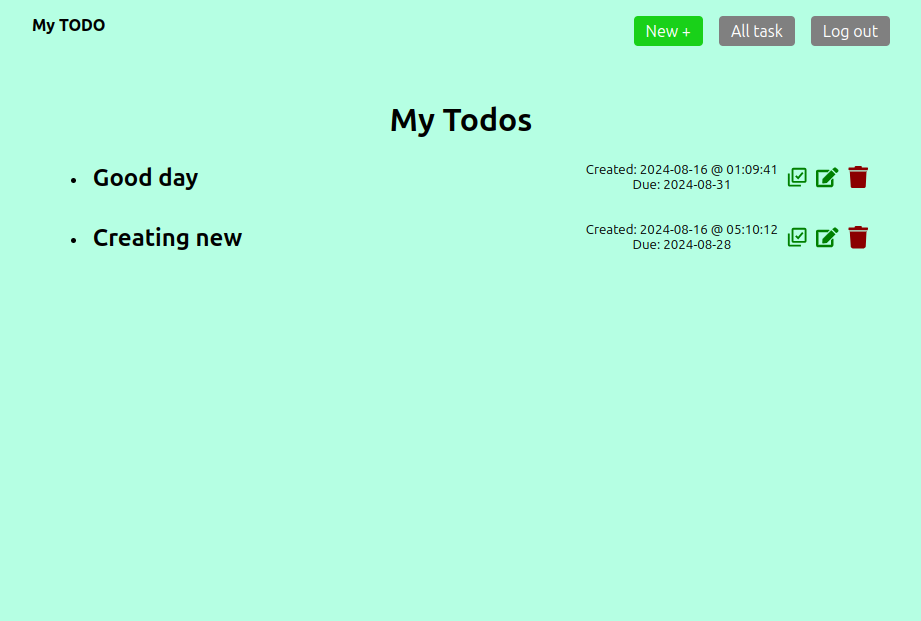 My TODO
New +
All task
Log out
My Todos
Good day
Created: 2024-08-16 @ 01:09:41
Due: 2024-08-31
Creating new
Created: 2024-08-16 @ 05:10:12
Due: 2024-08-28